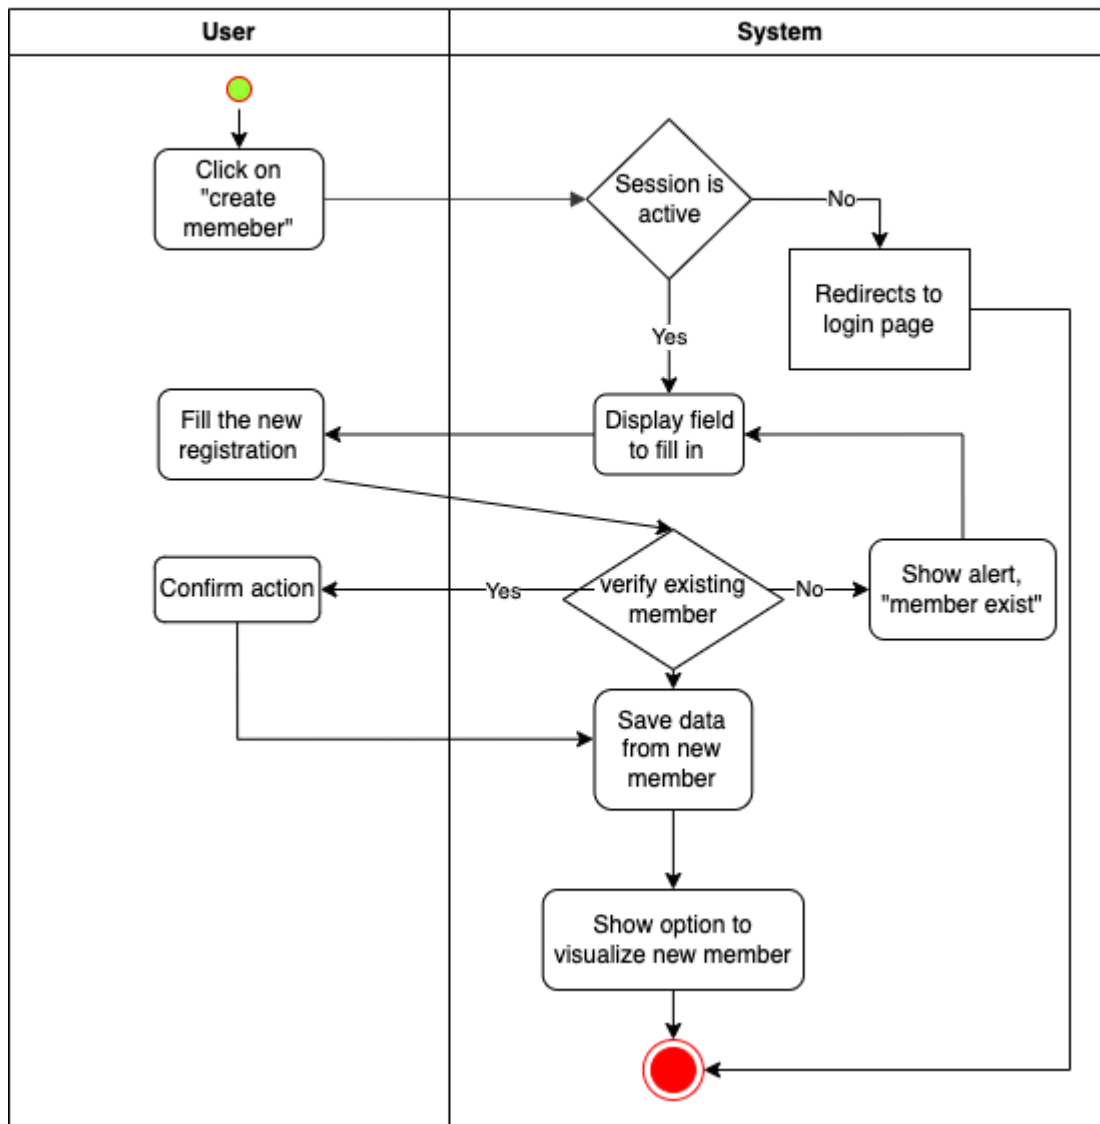 User
System
Click on
"create
memeber"
Session is
active
No
Redirects to
login page
Yes
Fill the new
registration
Display field
to fill in
Confirm action
Yes
verify existing
member
No
Show alert,
"member exist"
Save data
from new
member
Show option to
visualize new member